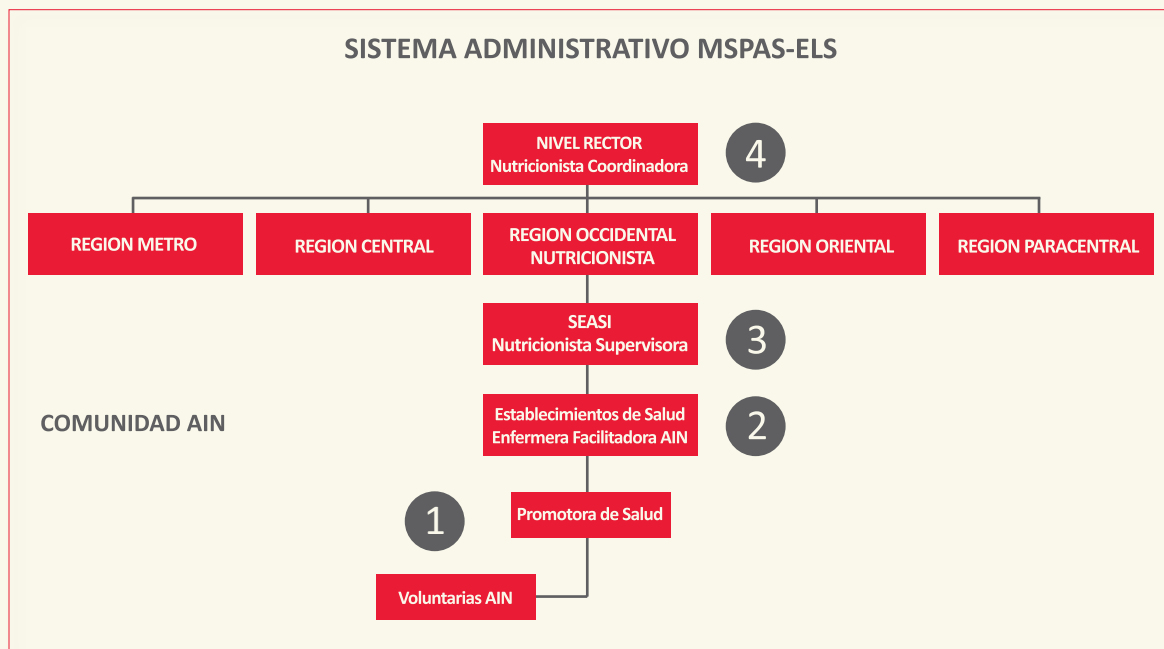 SISTEMA ADMINISTRATIVO MSPAS-ELS
NIVEL RECTOR
Nutricionista Coordinadora
4
REGION METRO
REGION CENTRAL
REGION OCCIDENTAL
NUTRICIONISTA
REGION ORIENTAL
REGION PARACENTRAL
SEASI
Nutricionista Supervisora
3
COMUNIDAD AIN
Establecimientos de Salud
Enfermera Facilitadora AIN
2
1
Promotora de Salud
Voluntarias AIN